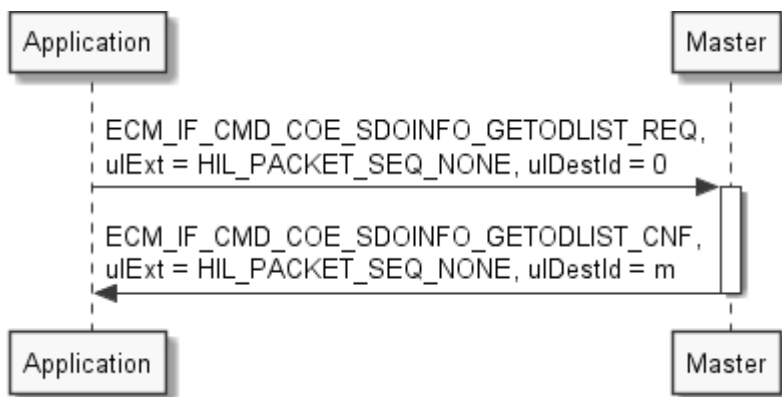 Application
Master
ECM_IF_CMD_COE_SDOINFO_GETODLIST_REQ,
ulExt = HIL_PACKET_SEQ_NONE, ulDestId = 0
ECM_IF_CMD_COE_SDOINFO_GETODLIST_CNF,
ulExt = HIL_PACKET_SEQ_NONE, ulDestId = m
Application
Master